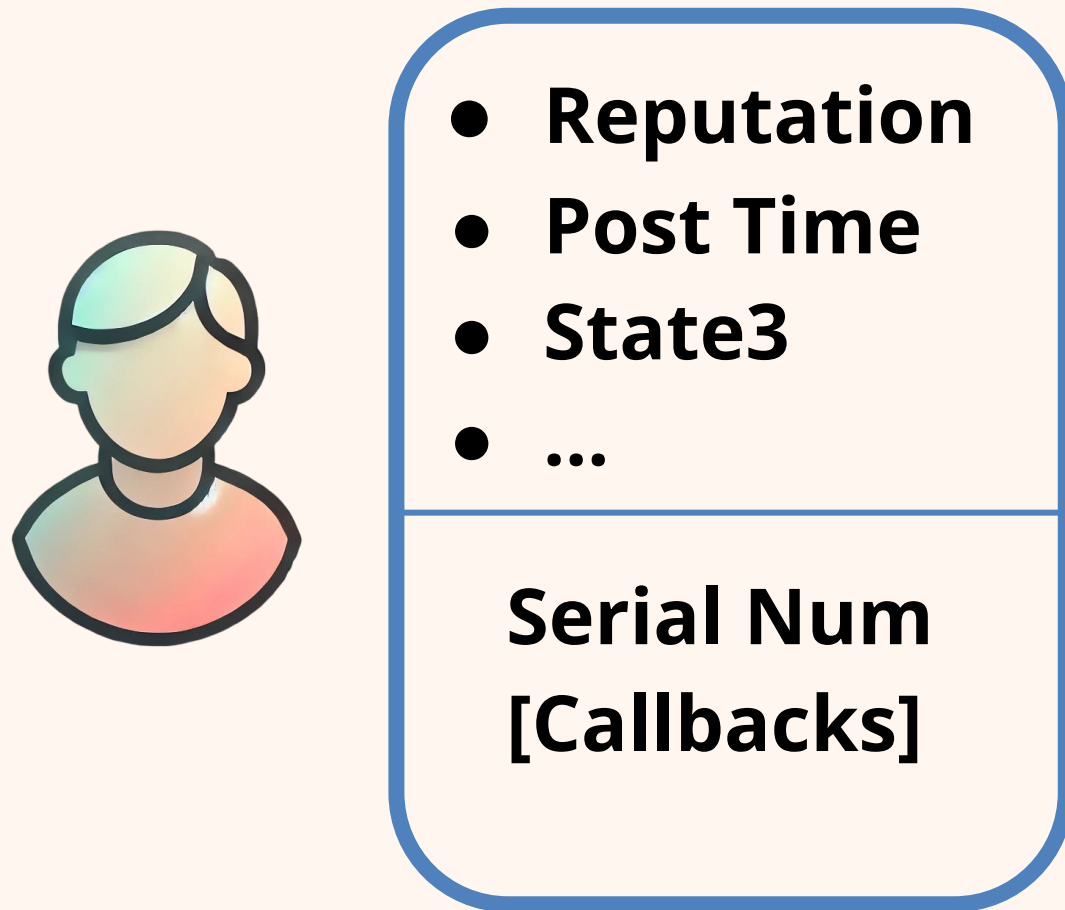 ● Reputation
● Post Time
● State3
● ...
Serial Num
[Callbacks]